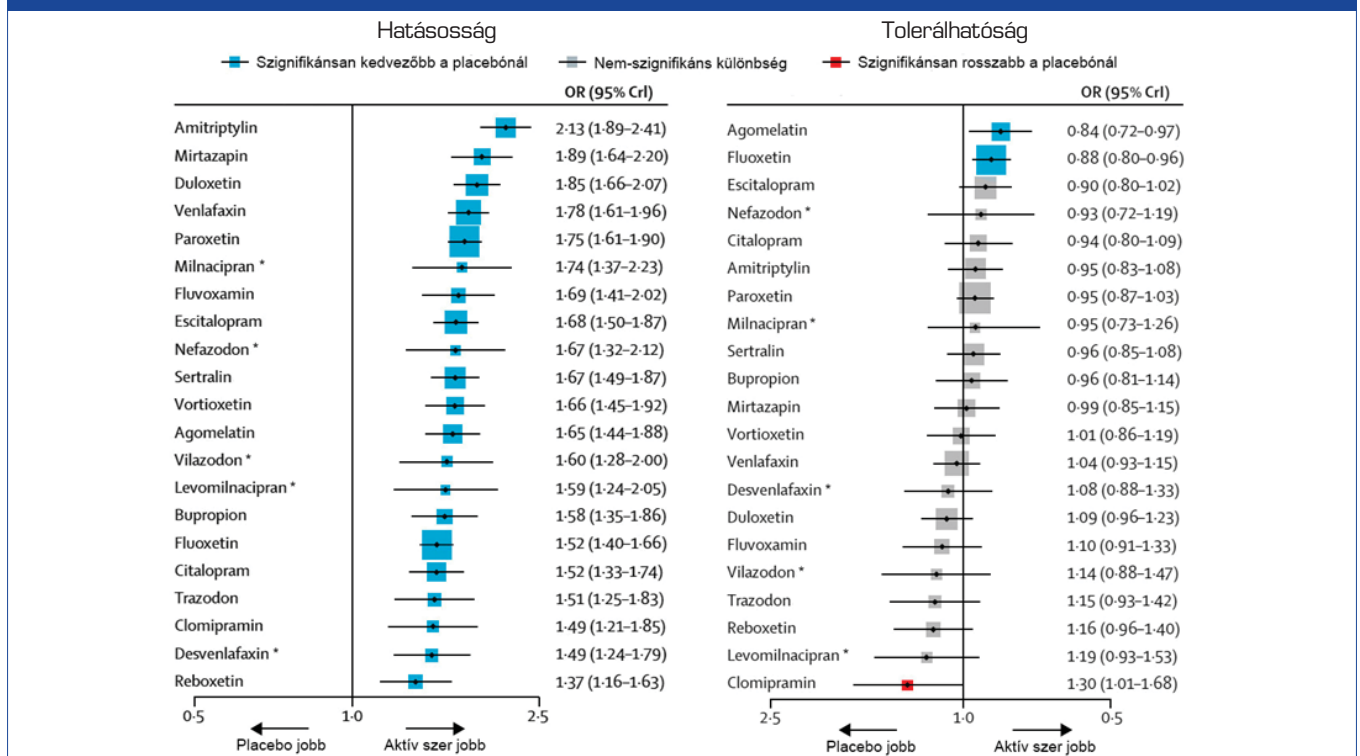 Hatásosság
Tolerálhatóság
Szignifikánsan kedvezőbb a placebónál
Nem-szignifikáns különbség
Szignifikánsan rosszabb a placebónál
OR (95% CrI)
Amitriptylin 2·13 (1·89–2·41)
Mirtazapin 1·89 (1·64–2·20)
Duloxetin 1·85 (1·66–2·07)
Venlafaxin 1·78 (1·61–1·96)
Paroxetin 1·75 (1·61–1·90)
Milnacipran * 1·74 (1·37–2·23)
Fluvoxamin 1·69 (1·41–2·02)
Escitalopram 1·68 (1·50–1·87)
Nefazodon * 1·67 (1·32–2·12)
Sertralin 1·67 (1·49–1·87)
Vortioxetin 1·66 (1·45–1·92)
Agomelatin 1·65 (1·44–1·88)
Vilazodon * 1·60 (1·28–2·00)
Levomilnacipran * 1·59 (1·24–2·05)
Bupropion 1·58 (1·35–1·86)
Fluoxetin 1·52 (1·40–1·66)
Citalopram 1·52 (1·33–1·74)
Trazodon 1·51 (1·25–1·83)
Clomipramin 1·49 (1·21–1·85)
Desvenlafaxin * 1·49 (1·24–1·79)
Reboxetin 1·37 (1·16–1·63)
0·5 1·0 2·5
Placebo jobb Aktív szer jobb
OR (95% CrI)
Agomelatin 0·84 (0·72–0·97)
Fluoxetin 0·88 (0·80–0·96)
Escitalopram 0·90 (0·80–1·02)
Nefazodon * 0·93 (0·72–1·19)
Citalopram 0·94 (0·80–1·09)
Amitriptylin 0·95 (0·83–1·08)
Paroxetin 0·95 (0·87–1·03)
Milnacipran * 0·95 (0·73–1·26)
Sertralin 0·96 (0·85–1·08)
Bupropion 0·96 (0·81–1·14)
Mirtazapin 0·99 (0·85–1·15)
Vortioxetin 1·01 (0·86–1·19)
Venlafaxin 1·04 (0·93–1·15)
Desvenlafaxin * 1·08 (0·88–1·33)
Duloxetin 1·09 (0·96–1·23)
Fluvoxamin 1·10 (0·91–1·33)
Vilazodon * 1·14 (0·88–1·47)
Trazodon 1·15 (0·93–1·42)
Reboxetin 1·16 (0·96–1·40)
Levomilnacipran * 1·19 (0·93–1·53)
Clomipramin 1·30 (1·01–1·68)
2·5 1·0 0·5
Placebo jobb Aktív szer jobb